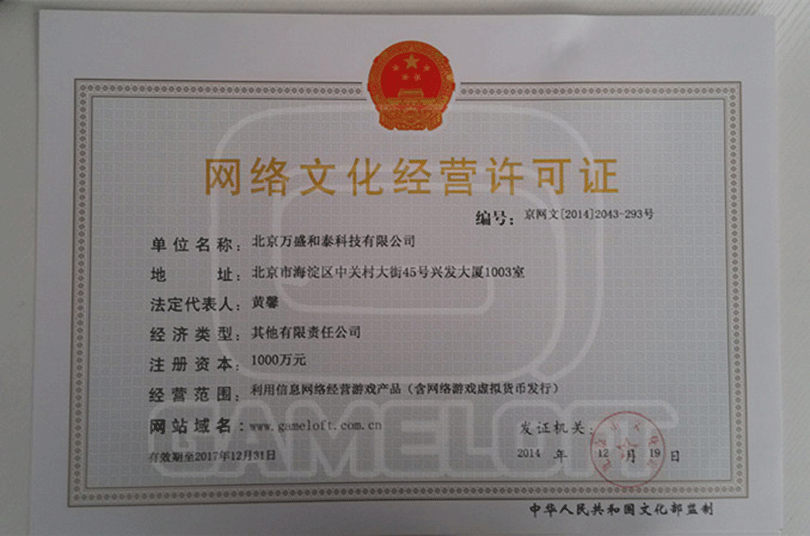 网络文化经营许可证
编号：京网文[2014]2043-293号
单位名称：北京万盛和泰科技有限公司
地 址：北京市海淀区中关村大街45号兴发大厦1003室
法定代表人：黄馨
经济类型：其他有限责任公司
注册资本：1000万元
经营范围：利用信息网络经营游戏产品（含网络游戏虚拟货币发行）
网站域名：www.gameloft.com.cn
发证机关：
有效期至2017年12月31日
2014 年 12 月 19 日
GAMELOFT
中华人民共和国文化部监制